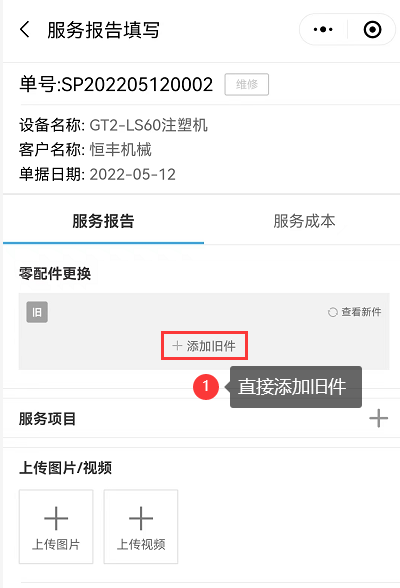 服务报告填写
单号:SP202205120002 维修
设备名称: GT2-LS60注塑机
客户名称: 恒丰机械
单据日期: 2022-05-12
服务报告 服务成本
零配件更换
旧 查看新件
添加旧件
1 直接添加旧件
服务项目
上传图片/视频
上传图片 上传视频